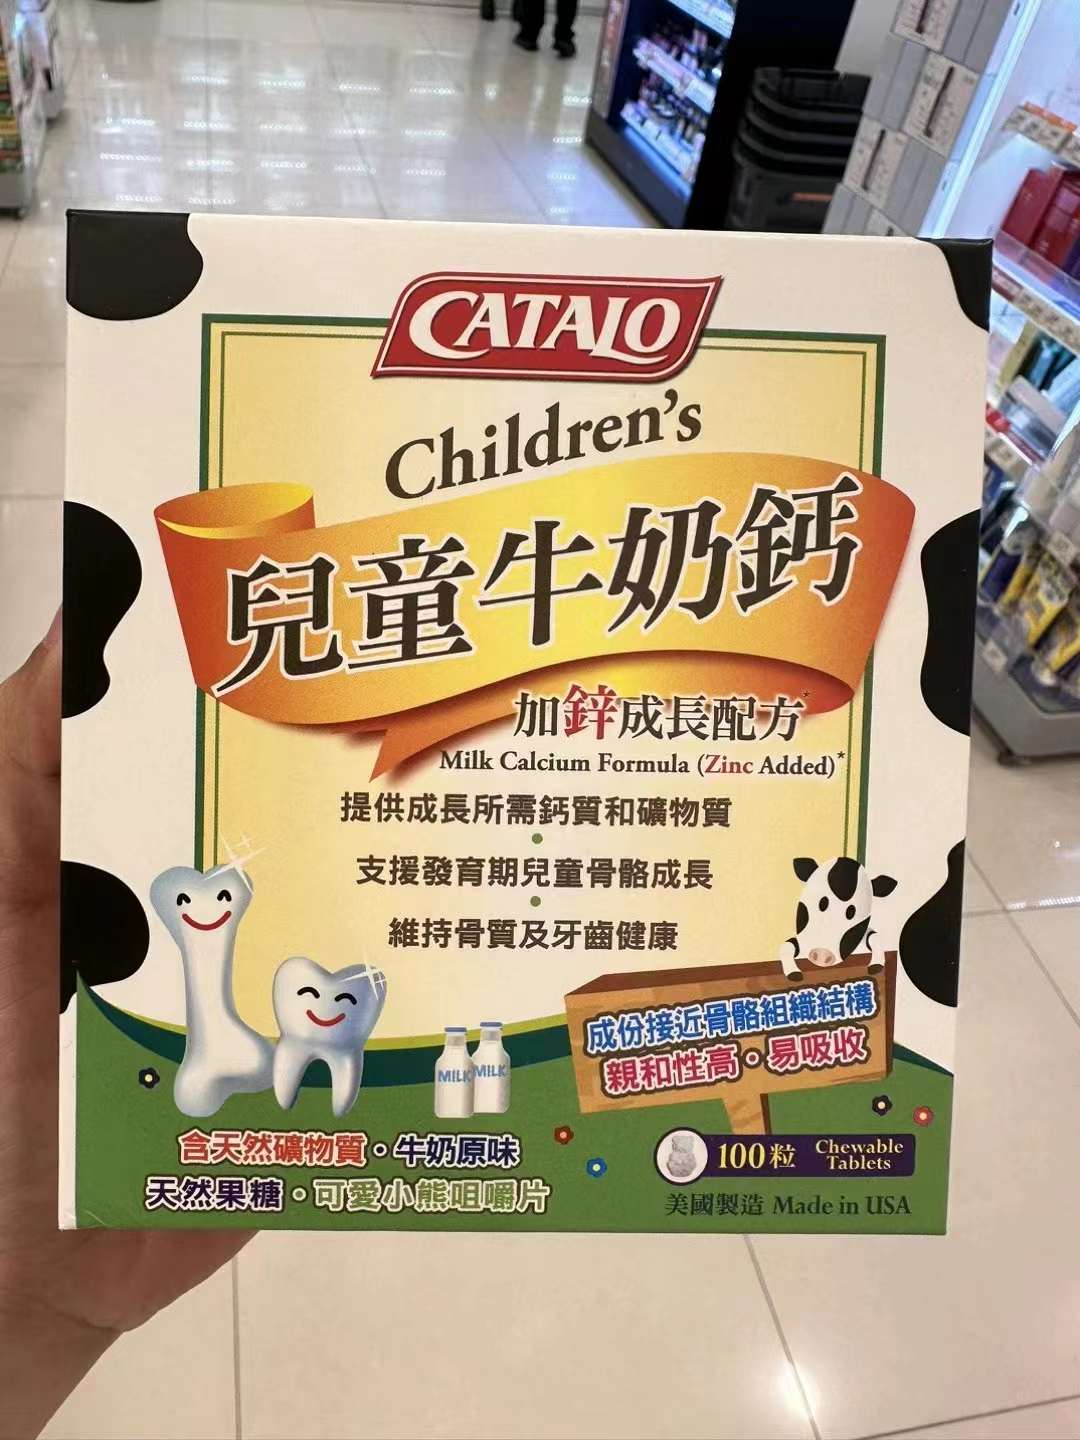 CATALO
Children's
兒童牛奶鈣
加鋅成長配方*
Milk Calcium Formula (Zinc Added)*
提供成長所需鈣質和礦物質
支援發育期兒童骨骼成長
維持骨質及牙齒健康
成份接近骨骼組織結構
親和性高·易吸收
MILK MILK
含天然礦物質·牛奶原味
天然果糖·可愛小熊咀嚼片
100粒 Chewable Tablets
美國製造 Made in USA